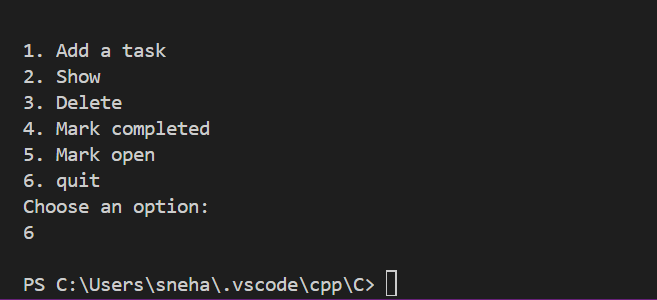 1. Add a task
2. Show
3. Delete
4. Mark completed
5. Mark open
6. quit
Choose an option:
6
PS C:\Users\sneha\.vscode\cpp\C>